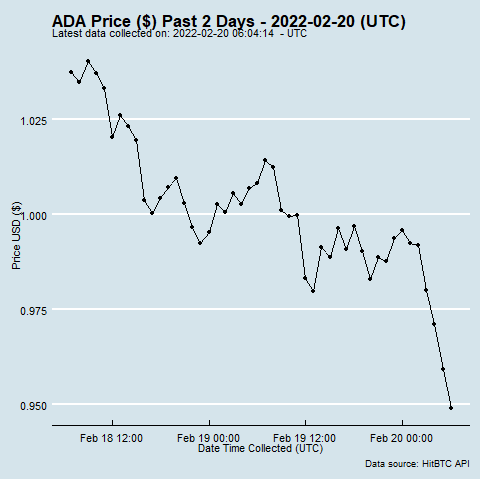 ADA Price ($) Past 2 Days - 2022-02-20 (UTC)
Latest data collected on: 2022-02-20 06:04:14 - UTC
1.025
1.000
0.975
0.950
Price USD ($)
Feb 18 12:00 Feb 19 00:00 Feb 19 12:00 Feb 20 00:00
Date Time Collected (UTC)
Data source: HitBTC API